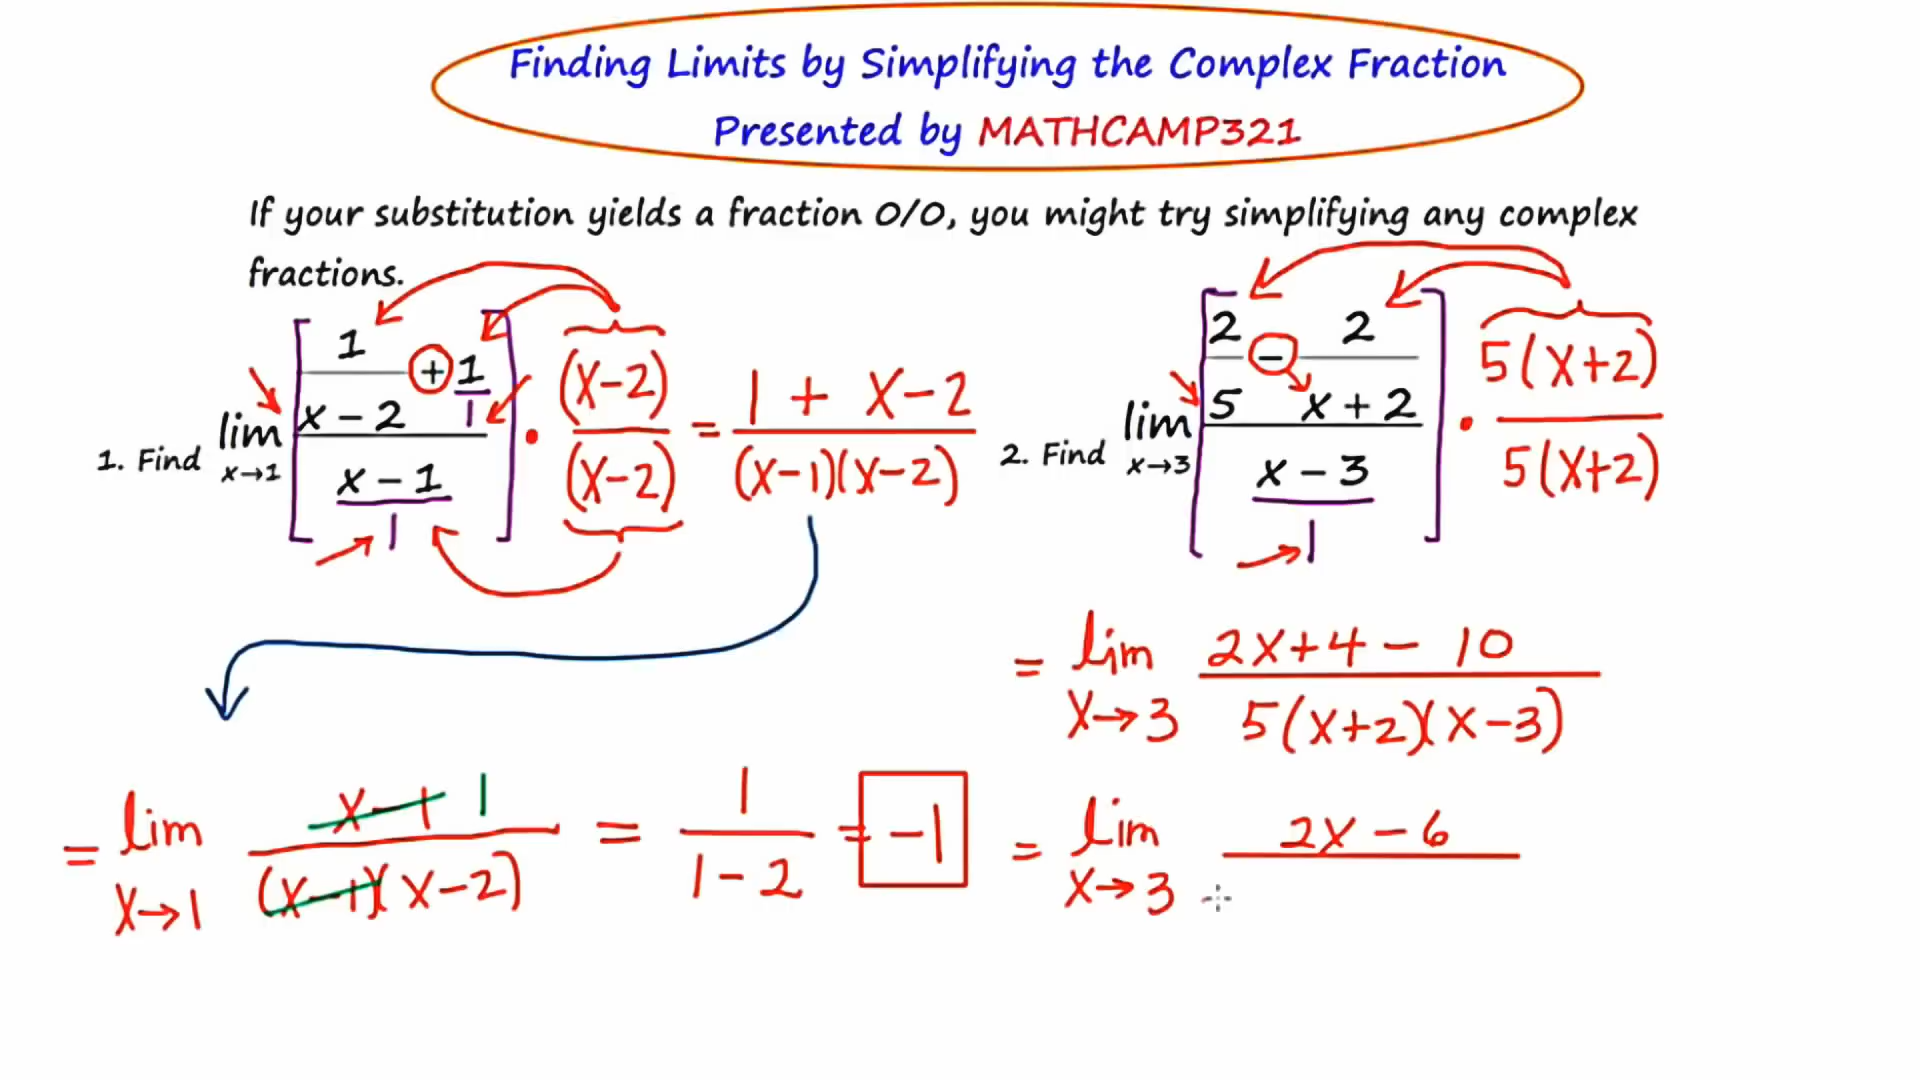 Finding Limits by Simplifying the Complex Fraction
Presented by MATHCAMP321
If your substitution yields a fraction 0/0, you might try simplifying any complex
fractions.
1. Find lim x→1 [ (1/(x − 2) + 1/1) / ((x − 1)/1) ] • (x−2)/(x−2) = (1 + x−2)/((x−1)(x−2))
= lim x→1 (x−1)/((x−1)(x−2)) 1 = 1/(1−2) = −1
2. Find lim x→3 [ (2/5 − 2/(x + 2)) / ((x − 3)/1) ] • 5(x+2)/5(x+2)
= lim x→3 (2x+4 − 10)/(5(x+2)(x−3))
= lim x→3 2x − 6